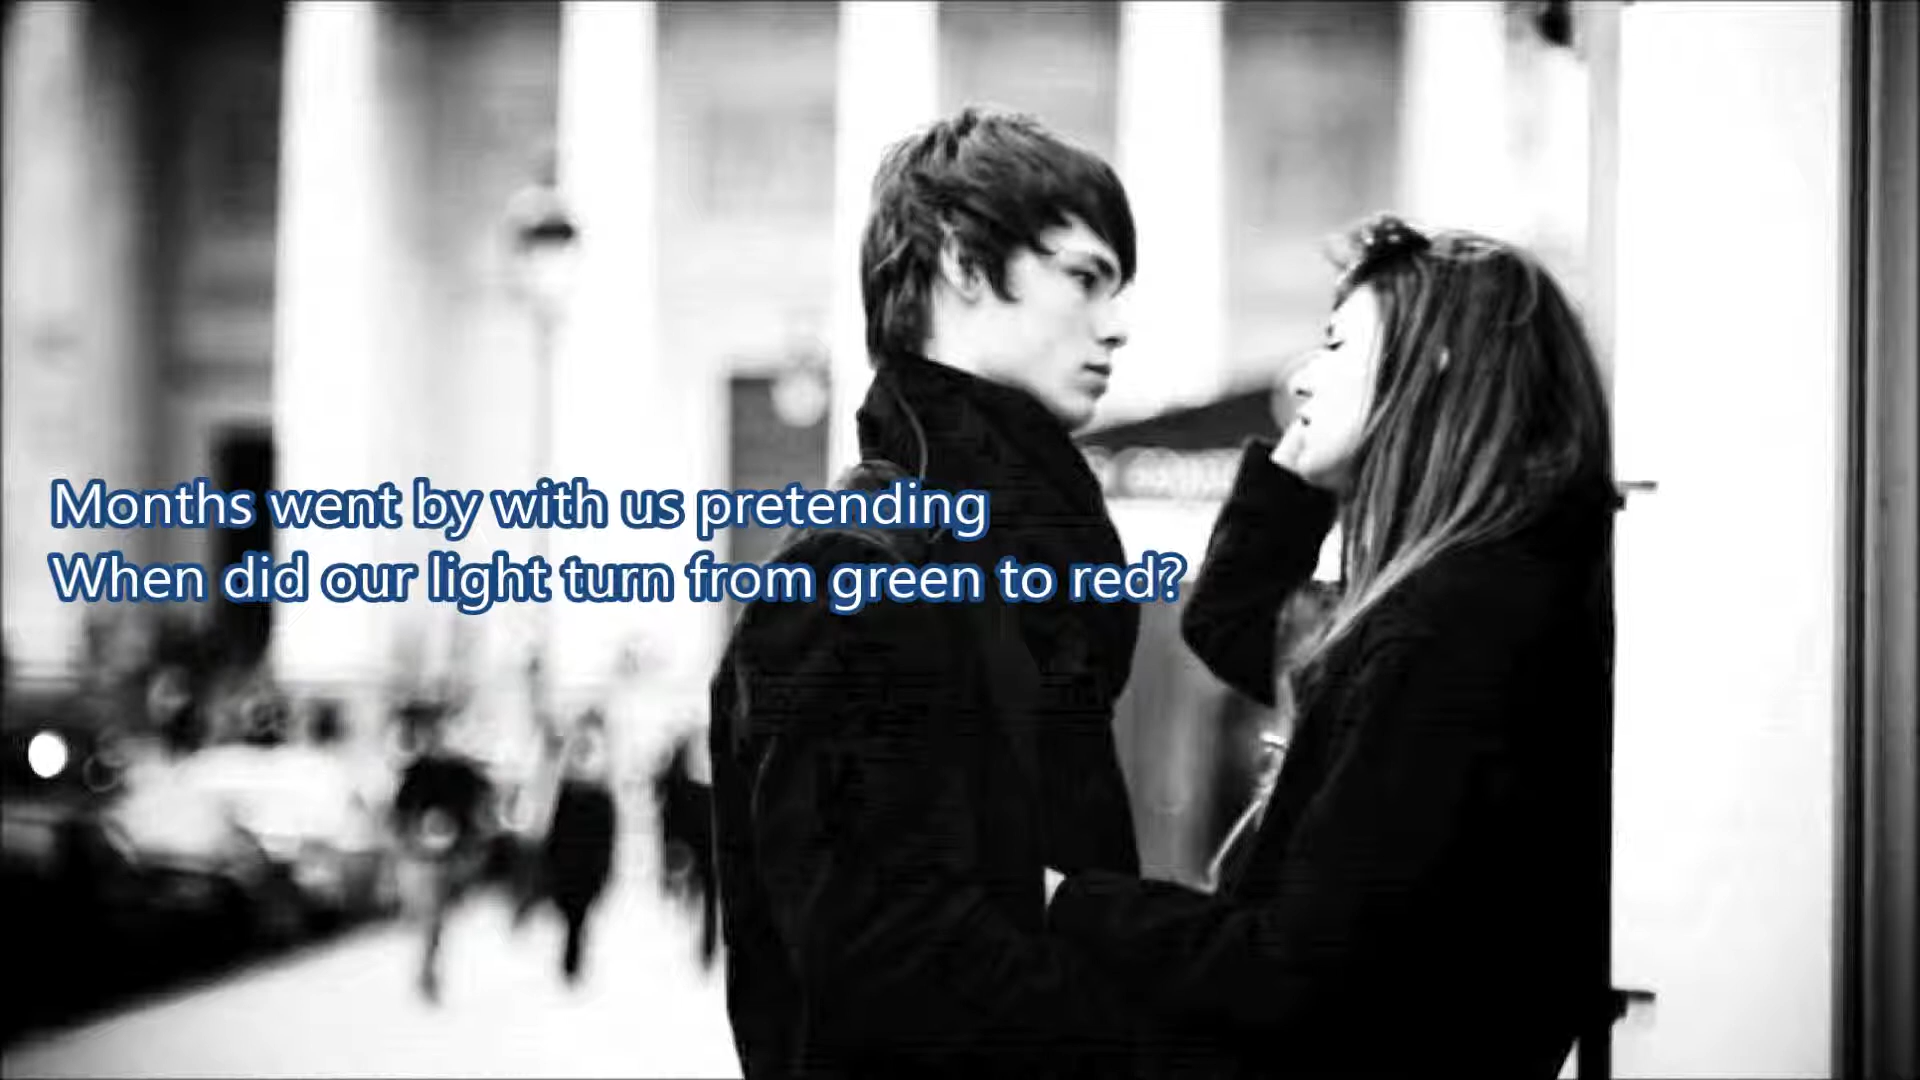 Months went by with us pretending
When did our light turn from green to red?